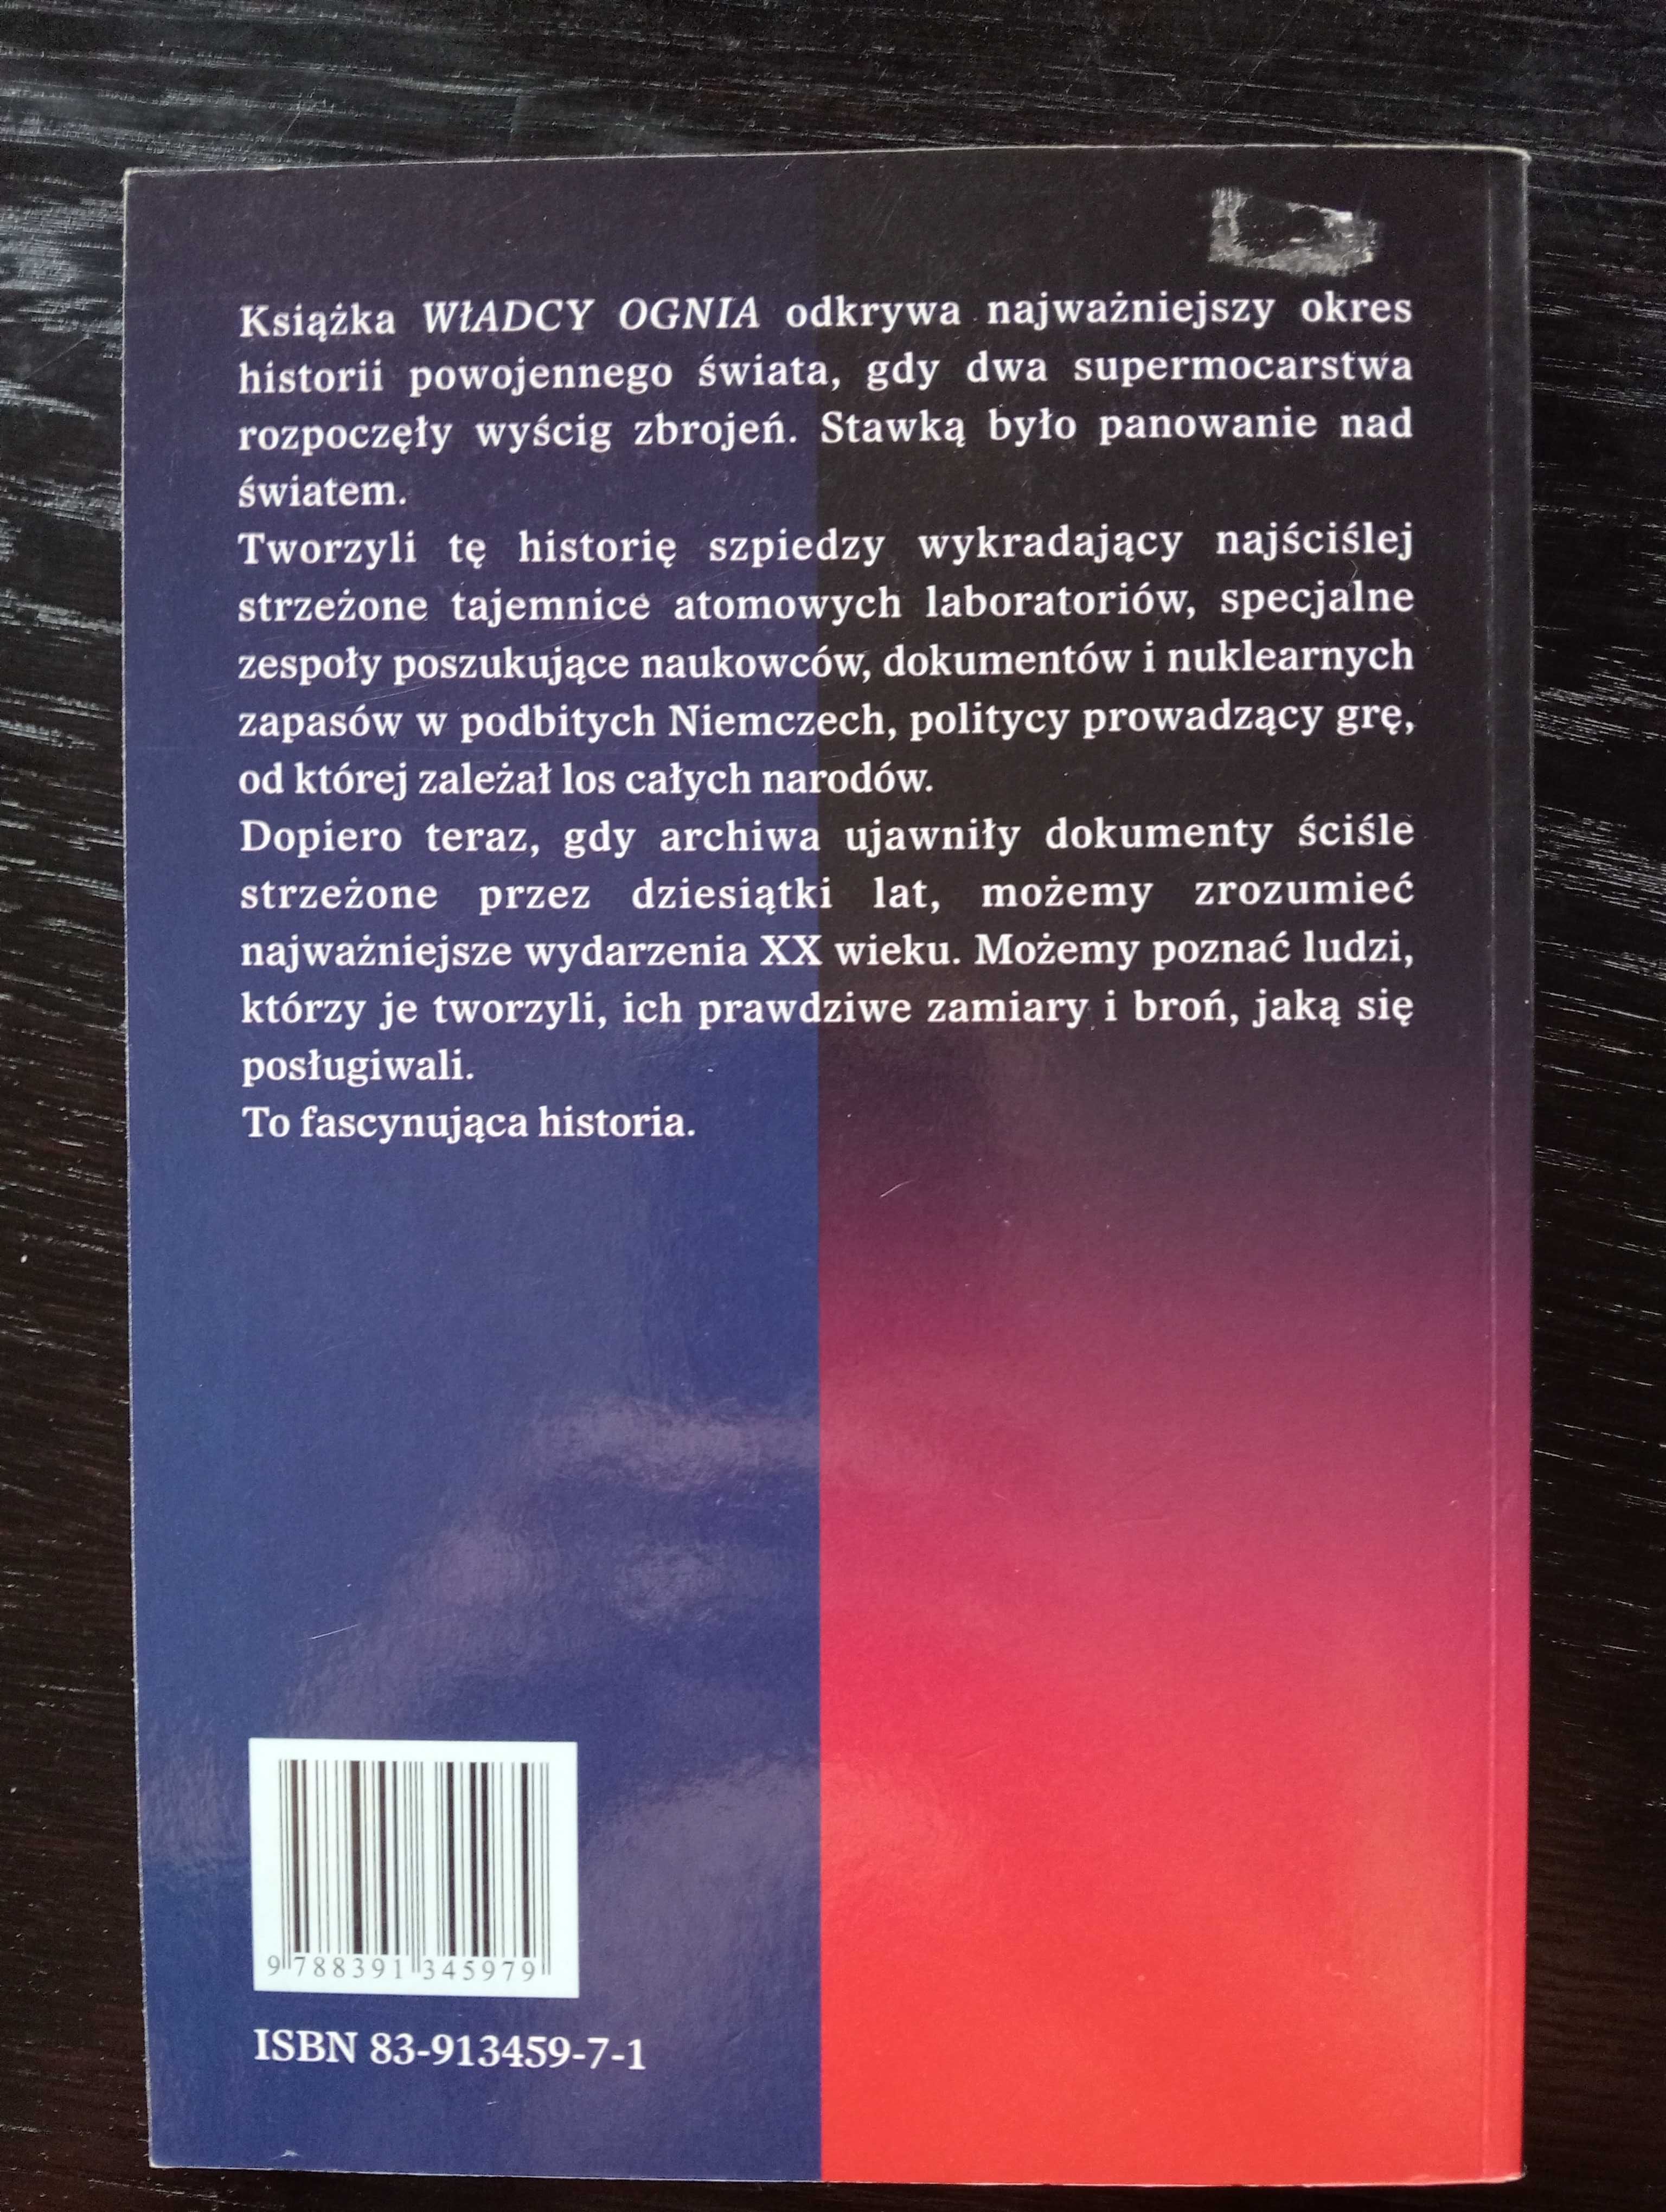 Książka WŁADCY OGNIA odkrywa najważniejszy okres
historii powojennego świata, gdy dwa supermocarstwa
rozpoczęły wyścig zbrojeń. Stawką było panowanie nad
światem.
Tworzyli tę historię szpiedzy wykradający najściślej
strzeżone tajemnice atomowych laboratoriów, specjalne
zespoły poszukujące naukowców, dokumentów i nuklearnych
zapasów w podbitych Niemczech, politycy prowadzący grę,
od której zależał los całych narodów.
Dopiero teraz, gdy archiwa ujawniły dokumenty ściśle
strzeżone przez dziesiątki lat, możemy zrozumieć
najważniejsze wydarzenia XX wieku. Możemy poznać ludzi,
którzy je tworzyli, ich prawdziwe zamiary i broń, jaką się
posługiwali.
To fascynująca historia.
9 788391 345979
ISBN 83-913459-7-1